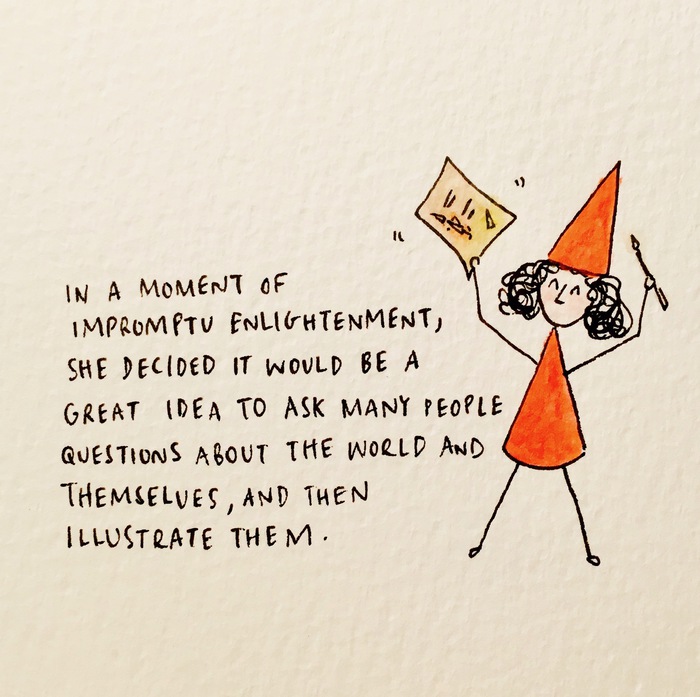 IN A MOMENT OF
IMPROMPTU ENLIGHTENMENT,
SHE DECIDED IT WOULD BE A
GREAT IDEA TO ASK MANY PEOPLE
QUESTIONS ABOUT THE WORLD AND
THEMSELVES, AND THEN
ILLUSTRATE THEM.